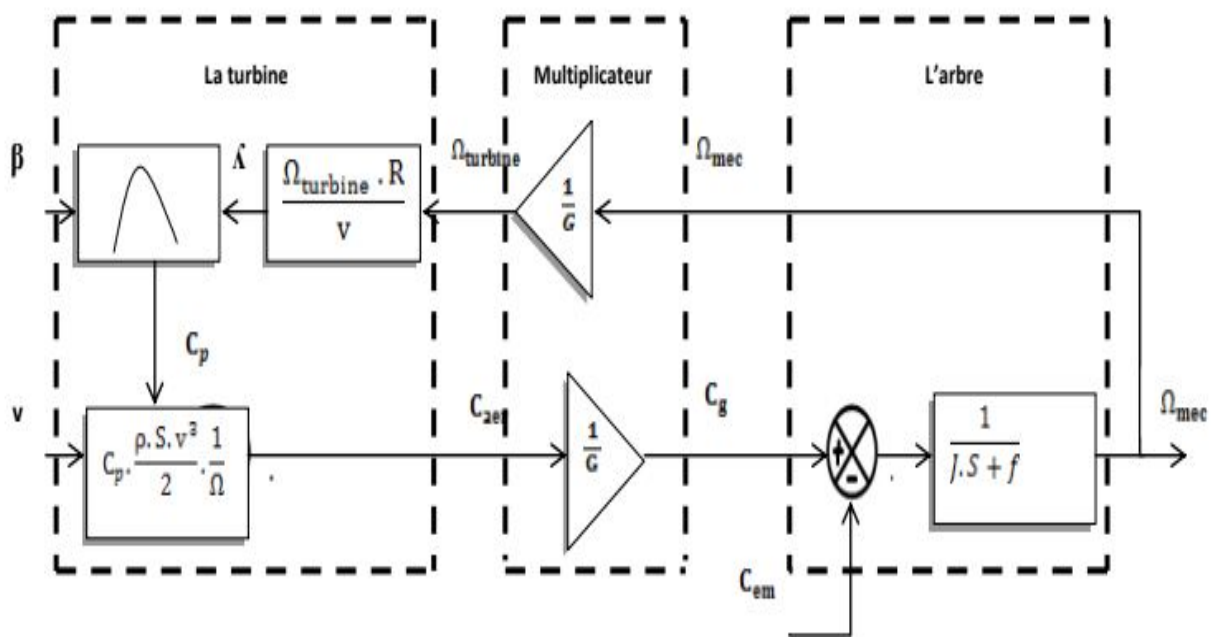 La turbine
Multiplicateur
L'arbre
β
ʎ
Ω_turbine . R / v
Ω_turbine
1/G
Ω_mec
C_p
v
C_p . ρ.S.v³/2 . 1/Ω
.
C_aer
1/G
C_g
+
-
.
1/(J.S + f)
Ω_mec
C_em